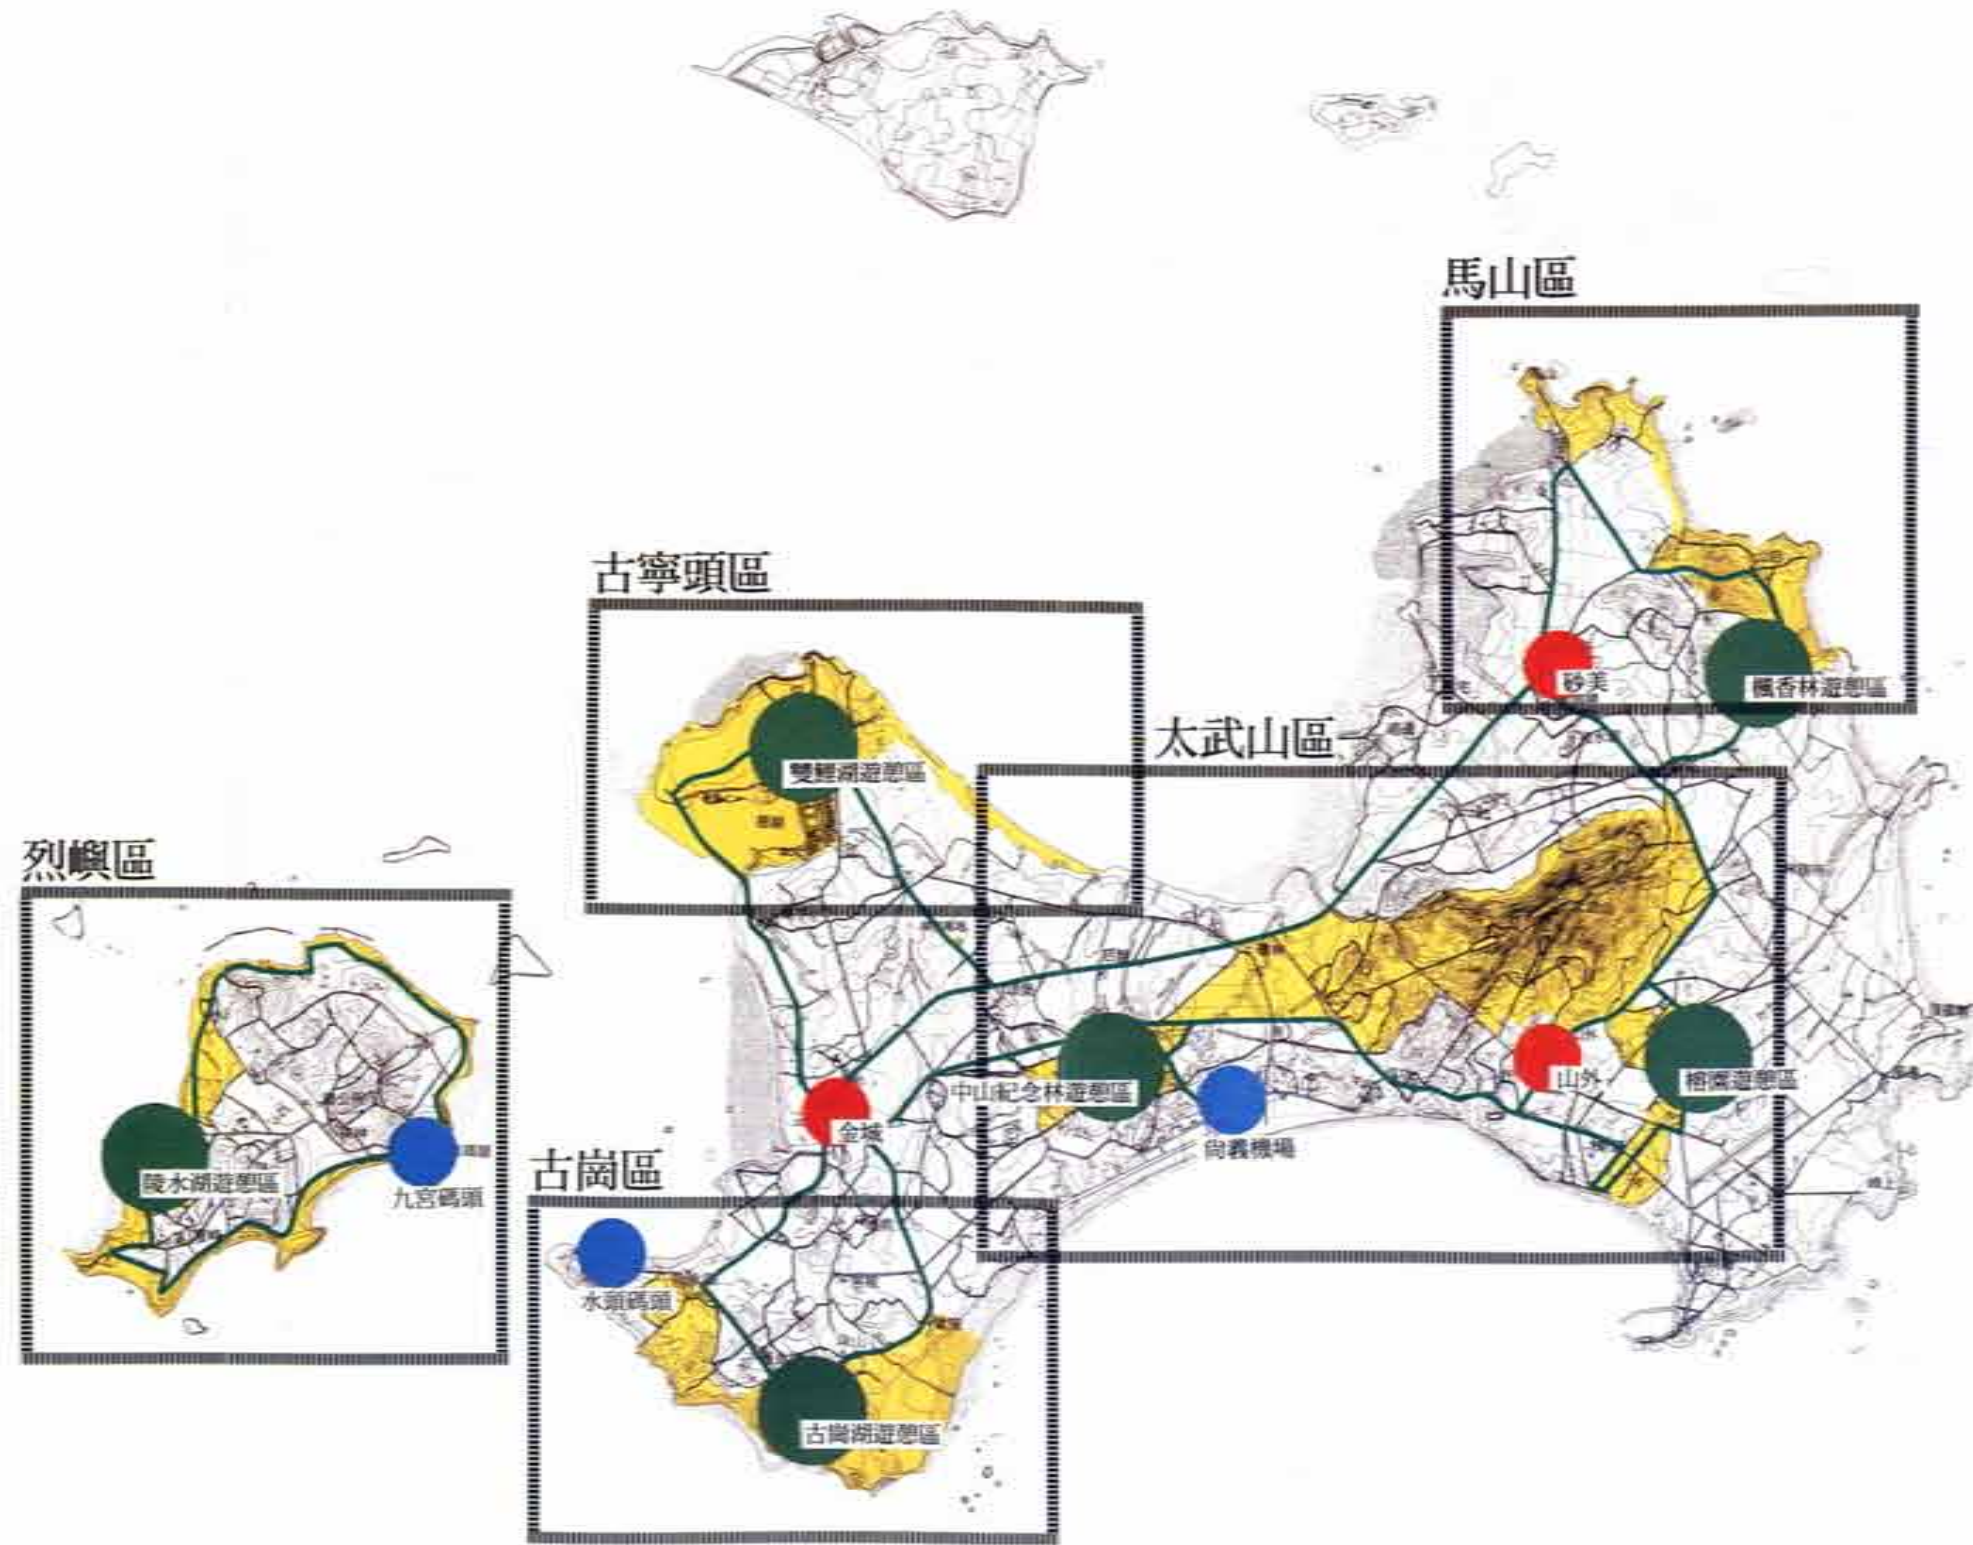 馬山區
古寧頭區
砂美
楓香林遊憩區
太武山區
雙鯉湖遊憩區
烈嶼區
中山紀念林遊憩區
山外
榕園遊憩區
金城
尚義機場
古崗區
陵水湖遊憩區
九宮碼頭
水頭碼頭
古崗湖遊憩區